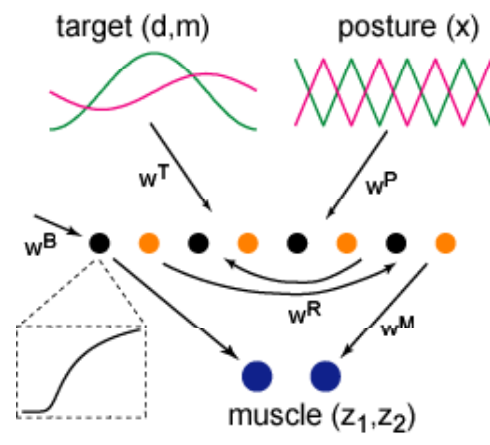 target (d,m)
posture (x)
w^T
w^P
w^B
w^R
w^M
muscle (z₁,z₂)